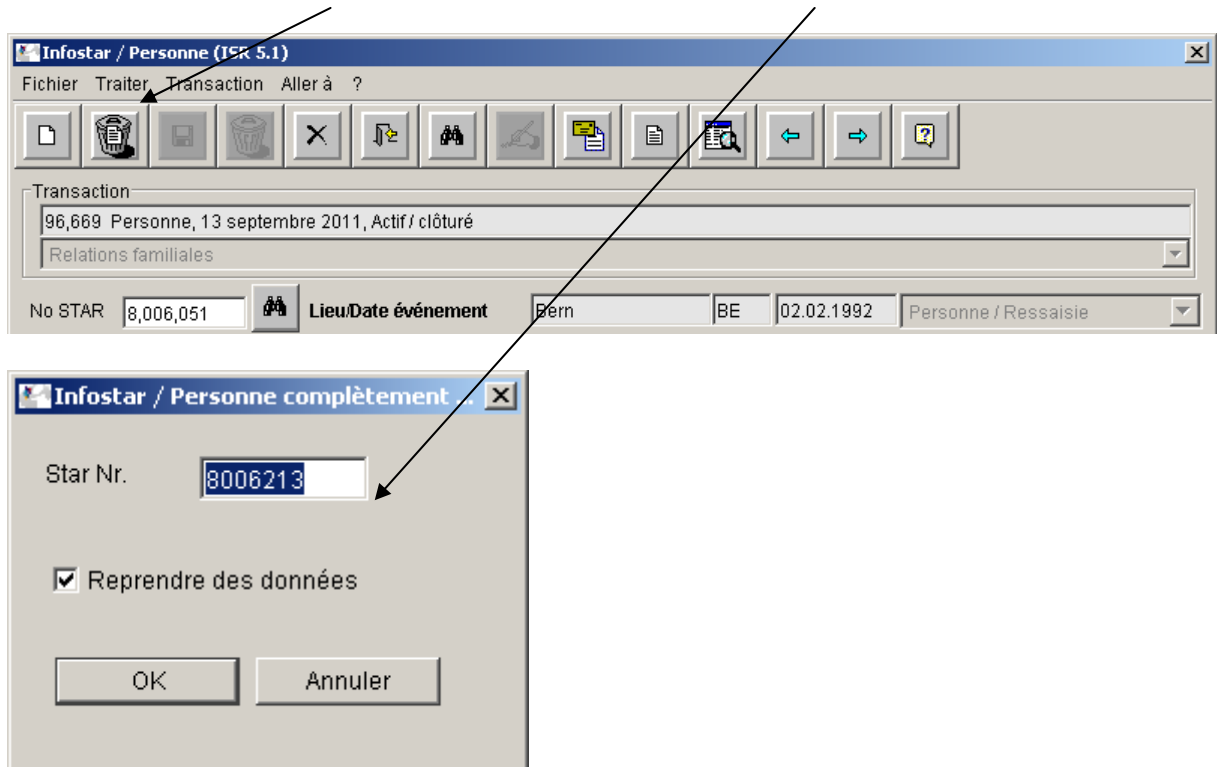 Infostar / Personne (ISR 5.1)
Fichier Traiter Transaction Aller à ?
Transaction
96,669 Personne, 13 septembre 2011, Actif / clôturé
Relations familiales
No STAR 8,006,051 Lieu/Date événement Bern BE 02.02.1992 Personne / Ressaisie
Infostar / Personne complètement ...
Star Nr. 8006213
Reprendre des données
OK Annuler